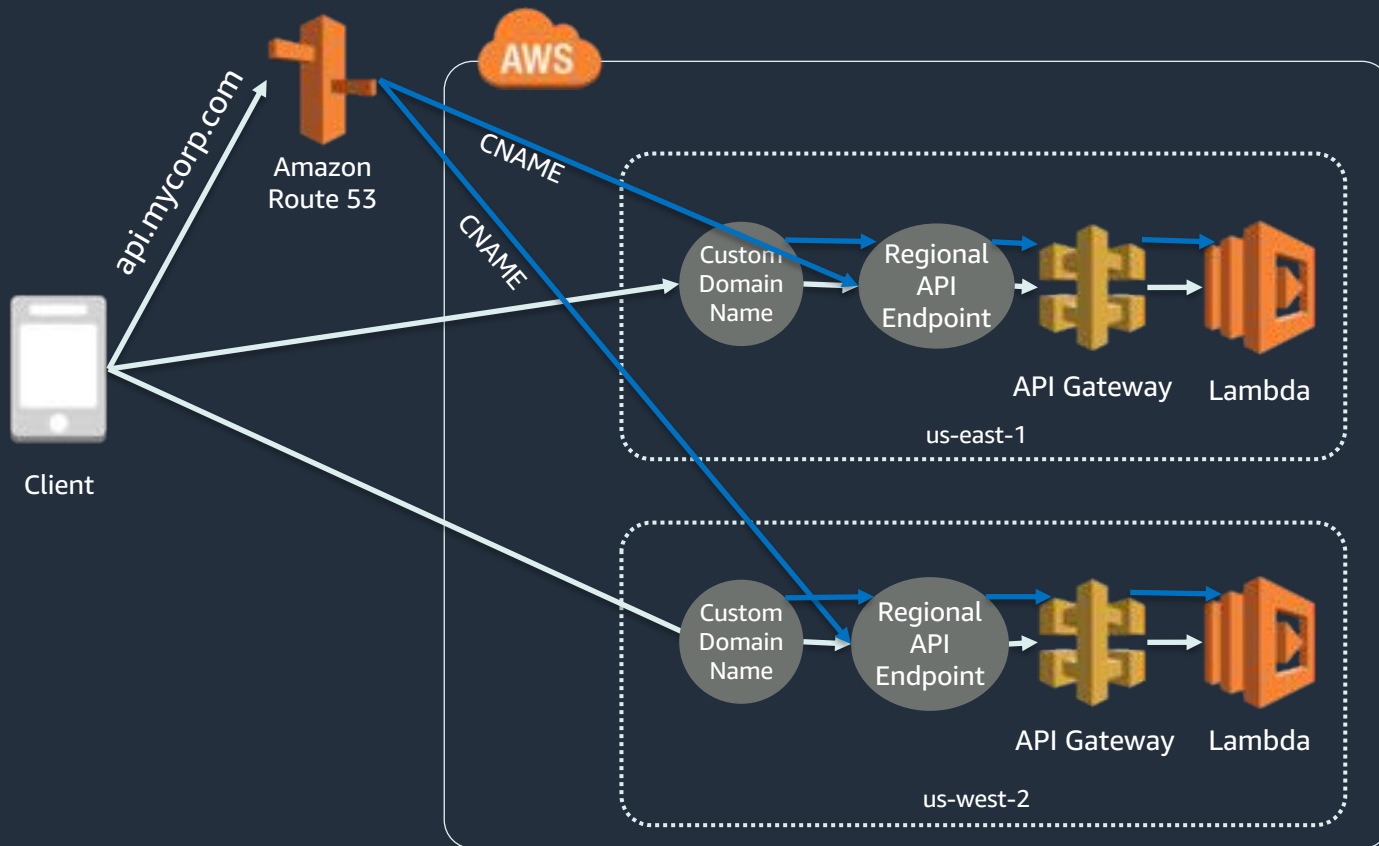 AWS
api.mycorp.com
Amazon
Route 53
CNAME
CNAME
Custom
Domain
Name
Regional
API
Endpoint
API Gateway
Lambda
us-east-1
Client
Custom
Domain
Name
Regional
API
Endpoint
API Gateway
Lambda
us-west-2